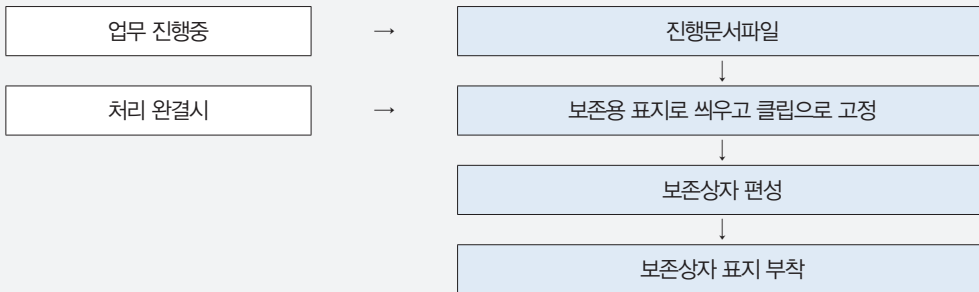 업무 진행중 → 진행문서파일
↓
처리 완결시 → 보존용 표지로 씌우고 클립으로 고정
↓
보존상자 편성
↓
보존상자 표지 부착